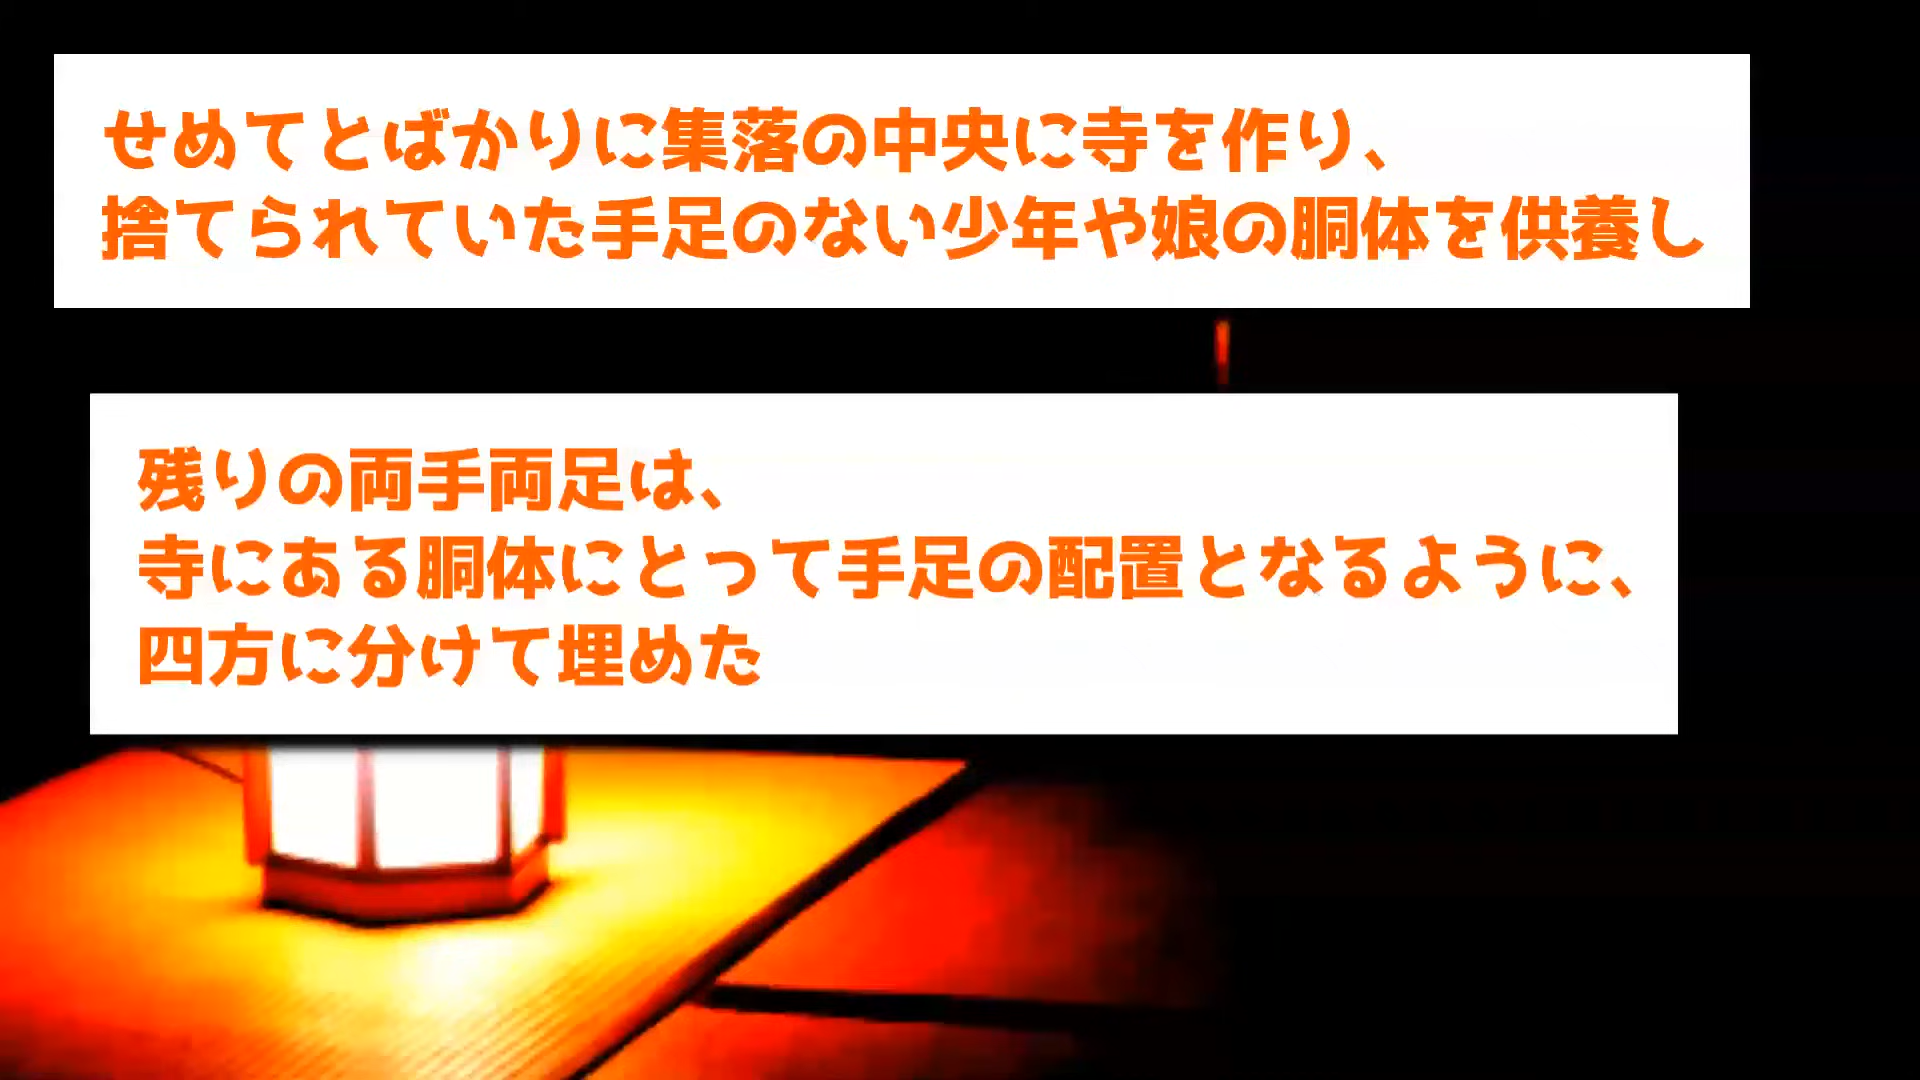 せめてとばかりに集落の中央に寺を作り、
捨てられていた手足のない少年や娘の胴体を供養し
残りの両手両足は、
寺にある胴体にとって手足の配置となるように、
四方に分けて埋めた